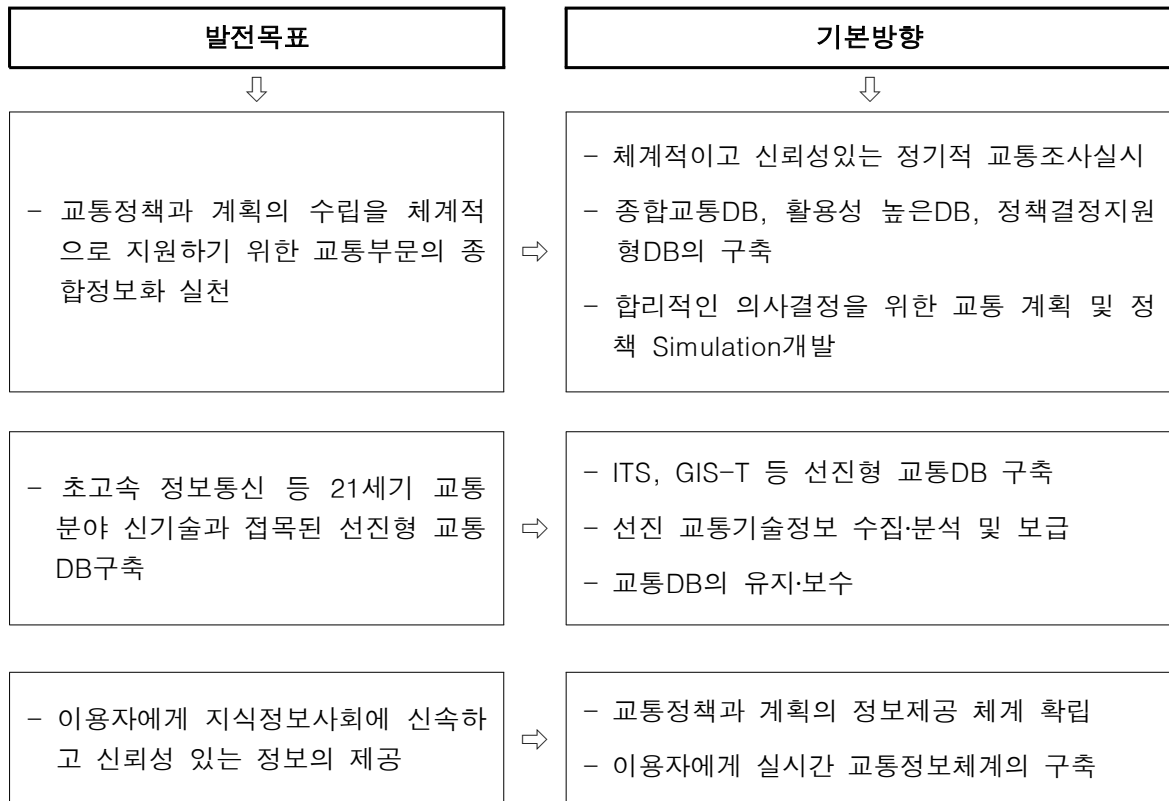 발전목표
기본방향
⇩
⇩
- 교통정책과 계획의 수립을 체계적
으로 지원하기 위한 교통부문의 종
합정보화 실천
⇨
- 체계적이고 신뢰성있는 정기적 교통조사실시
- 종합교통DB, 활용성 높은DB, 정책결정지원
형DB의 구축
- 합리적인 의사결정을 위한 교통 계획 및 정
책 Simulation개발
- 초고속 정보통신 등 21세기 교통
분야 신기술과 접목된 선진형 교통
DB구축
⇨
- ITS, GIS-T 등 선진형 교통DB 구축
- 선진 교통기술정보 수집·분석 및 보급
- 교통DB의 유지·보수
- 이용자에게 지식정보사회에 신속하
고 신뢰성 있는 정보의 제공
⇨
- 교통정책과 계획의 정보제공 체계 확립
- 이용자에게 실시간 교통정보체계의 구축